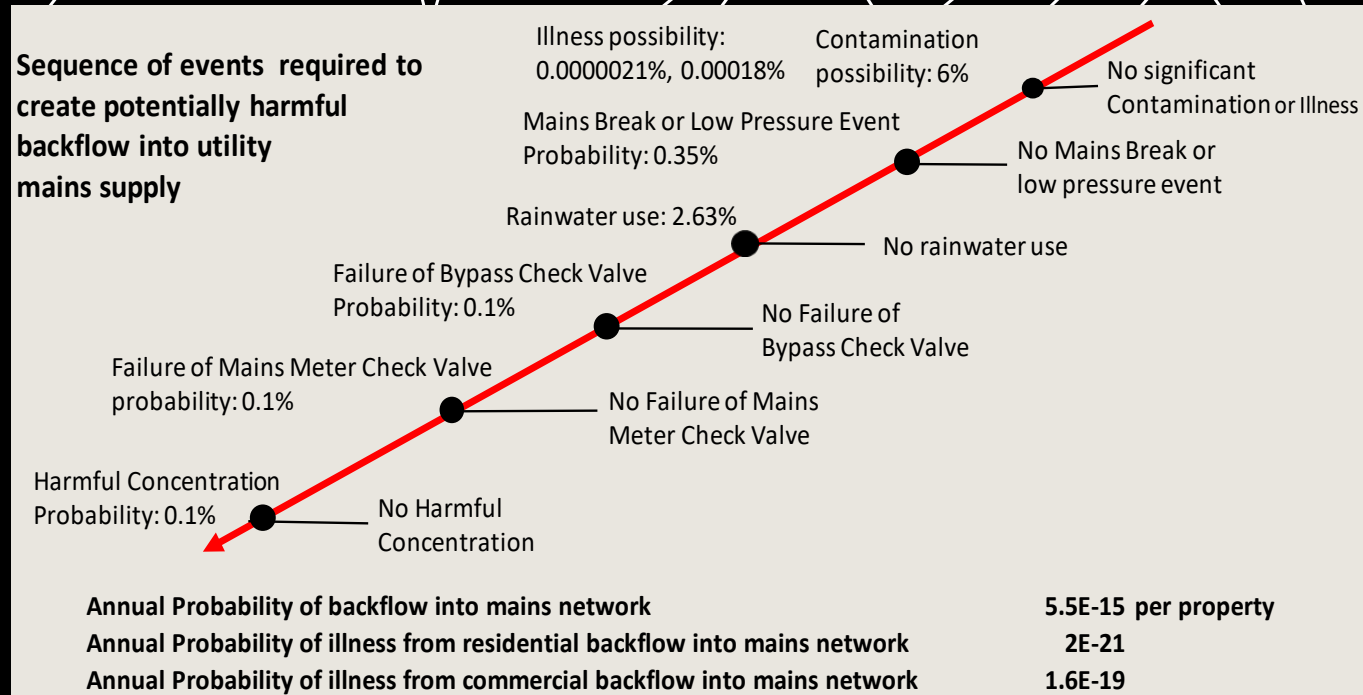 Sequence of events required to
create potentially harmful
backflow into utility
mains supply
Illness possibility:
0.0000021%, 0.00018%
Contamination
possibility: 6%
No significant
Contamination or Illness
Mains Break or Low Pressure Event
Probability: 0.35%
No Mains Break or
low pressure event
Rainwater use: 2.63%
No rainwater use
Failure of Bypass Check Valve
Probability: 0.1%
No Failure of
Bypass Check Valve
Failure of Mains Meter Check Valve
probability: 0.1%
No Failure of Mains
Meter Check Valve
Harmful Concentration
Probability: 0.1%
No Harmful
Concentration
Annual Probability of backflow into mains network 5.5E-15 per property
Annual Probability of illness from residential backflow into mains network 2E-21
Annual Probability of illness from commercial backflow into mains network 1.6E-19